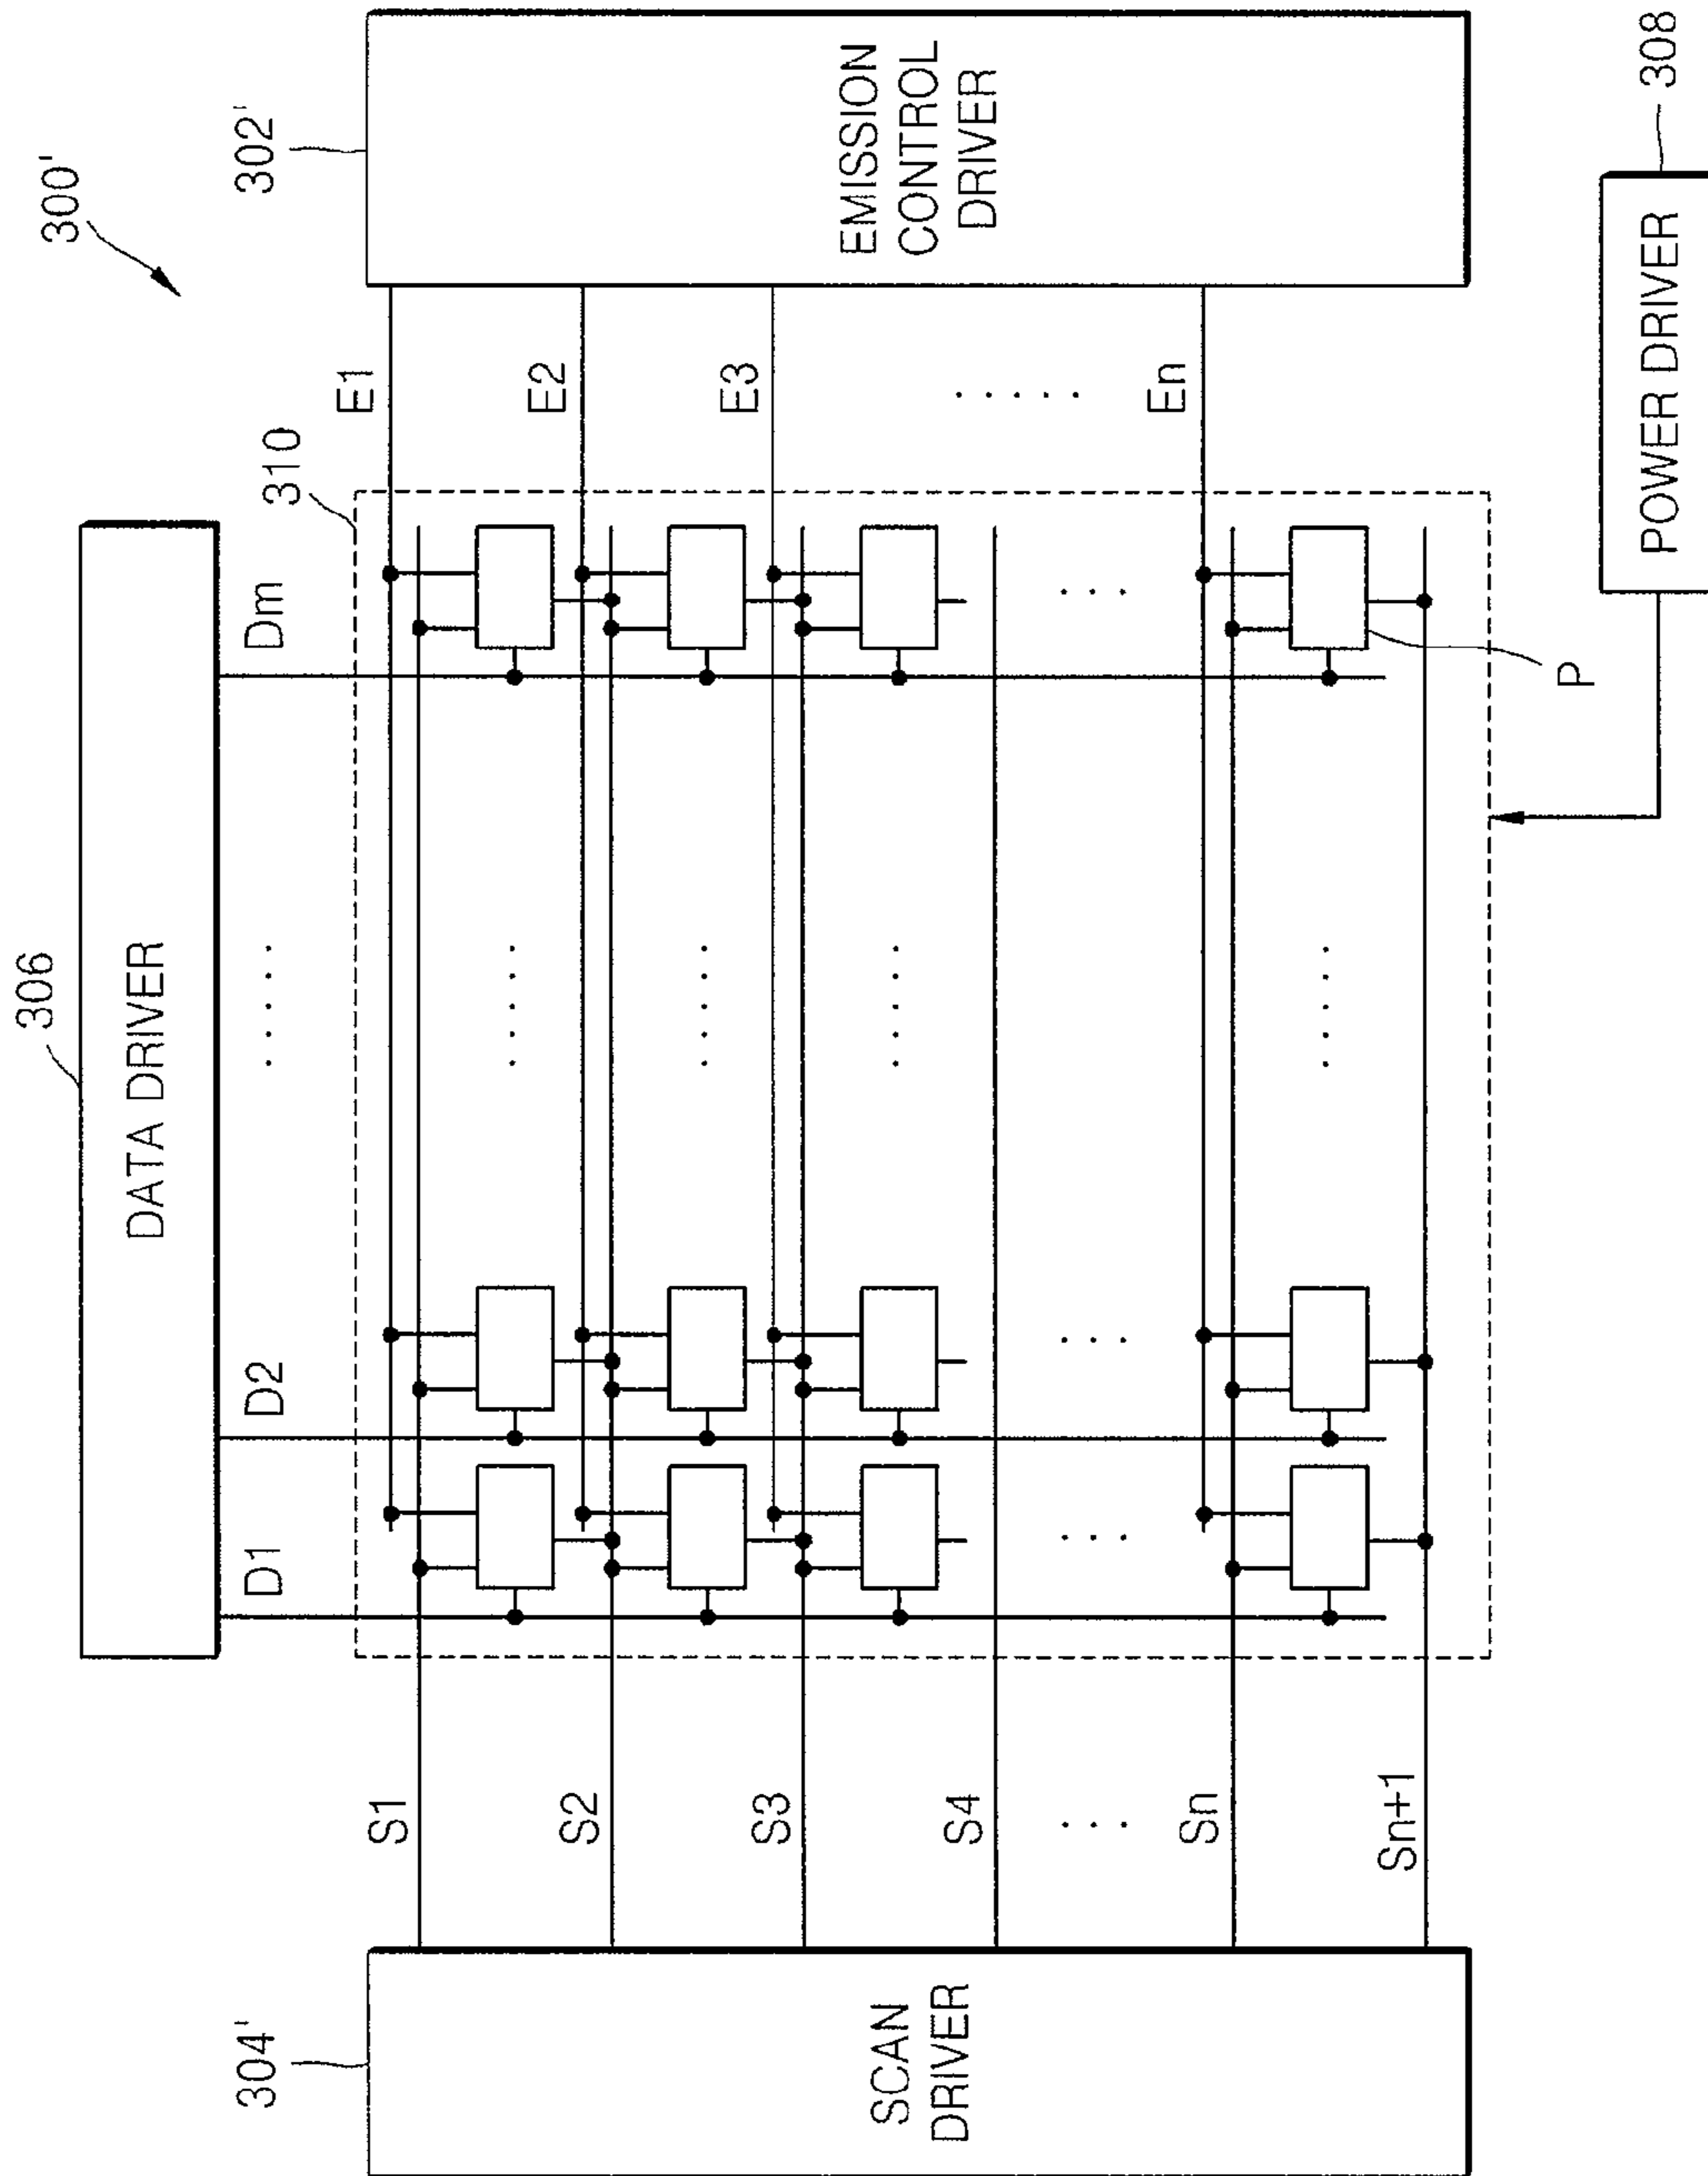 300'
306
DATA DRIVER
302'
304'
310
D1
D2
.....
Dm
EMISSION
CONTROL
DRIVER
SCAN
DRIVER
S1
S2
S3
S4
...
Sn
Sn+1
E1
E2
E3
.....
En
P
POWER DRIVER
308